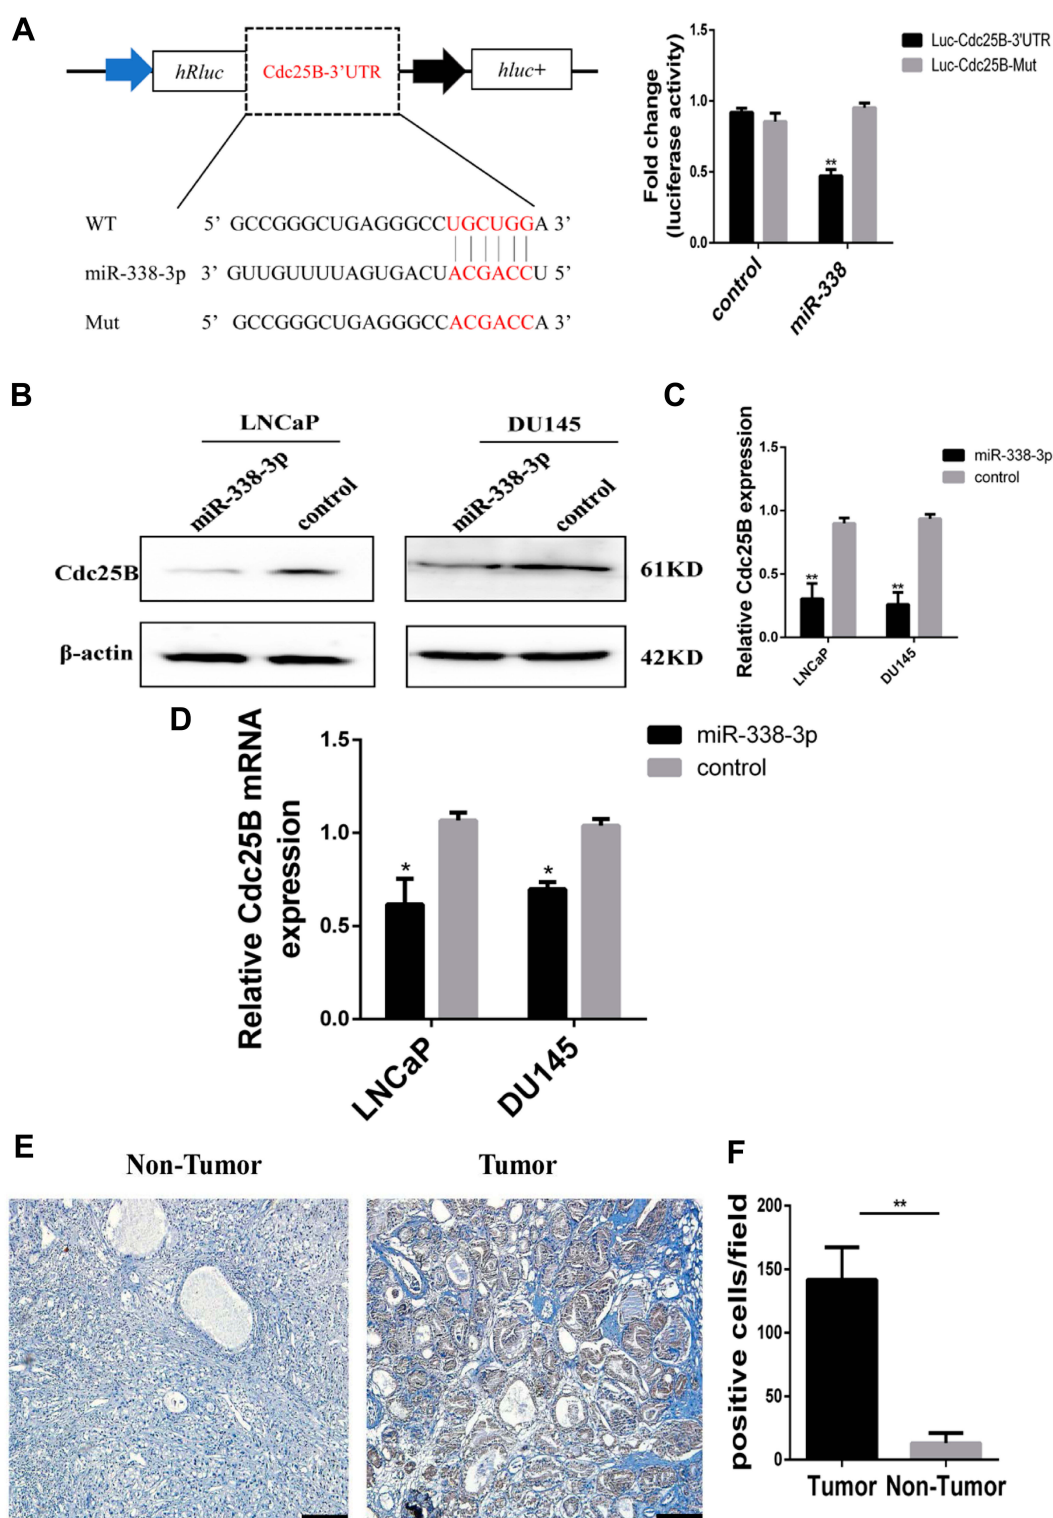 A
hRluc
Cdc25B-3'UTR
hluc+
WT 5' GCCGGGCUGAGGGCCUGCUGGA 3'
miR-338-3p 3' GUUGUUUUAGUGACUACGACCU 5'
Mut 5' GCCGGGCUGAGGGCCACGACCA 3'
Fold change
(luciferase activity)
1.5
1.0
0.5
0.0
**
control
miR-338
Luc-Cdc25B-3'UTR
Luc-Cdc25B-Mut
B
LNCaP
DU145
miR-338-3p
control
miR-338-3p
control
Cdc25B
61KD
β-actin
42KD
C
Relative Cdc25B expression
1.5
1.0
0.5
0.0
**
**
LNCaP
DU145
miR-338-3p
control
D
Relative Cdc25B mRNA
expression
1.5
1.0
0.5
0.0
*
*
LNCaP
DU145
miR-338-3p
control
E
Non-Tumor
Tumor
F
positive cells/field
200
150
100
50
0
**
Tumor
Non-Tumor